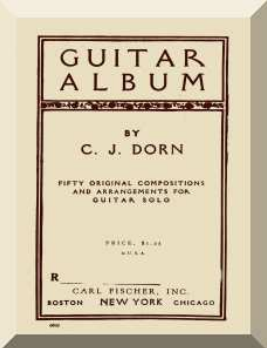 GUITAR
ALBUM
BY
C. J. DORN
FIFTY ORIGINAL COMPOSITIONS
AND ARRANGEMENTS FOR
GUITAR SOLO
PRICE,
R
CARL FISCHER, INC.
BOSTON NEW YORK CHICAGO